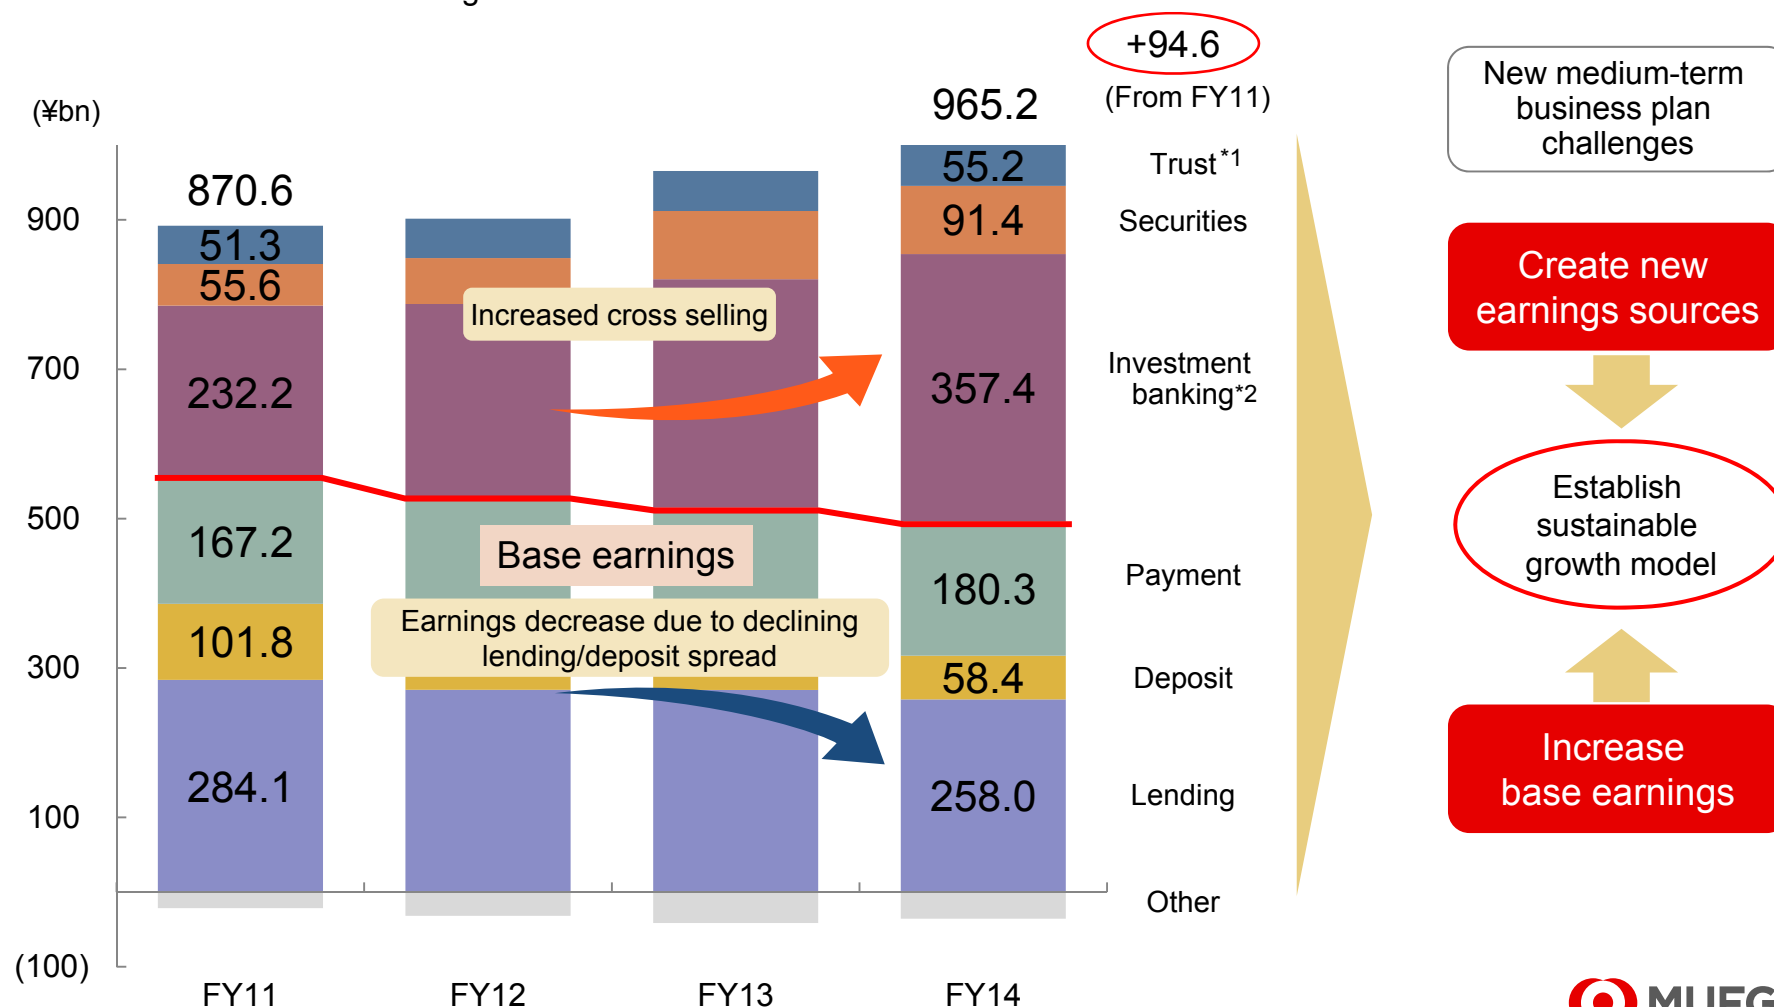 +94.6
(From FY11)
(¥bn)
870.6
965.2
900
700
500
300
100
(100)
51.3
55.6
232.2
167.2
101.8
284.1
55.2
91.4
357.4
180.3
58.4
258.0
Increased cross selling
Base earnings
Earnings decrease due to declining
lending/deposit spread
Trust*1
Securities
Investment
banking*2
Payment
Deposit
Lending
Other
FY11
FY12
FY13
FY14
New medium-term
business plan
challenges
Create new
earnings sources
Establish
sustainable
growth model
Increase
base earnings
MUFG